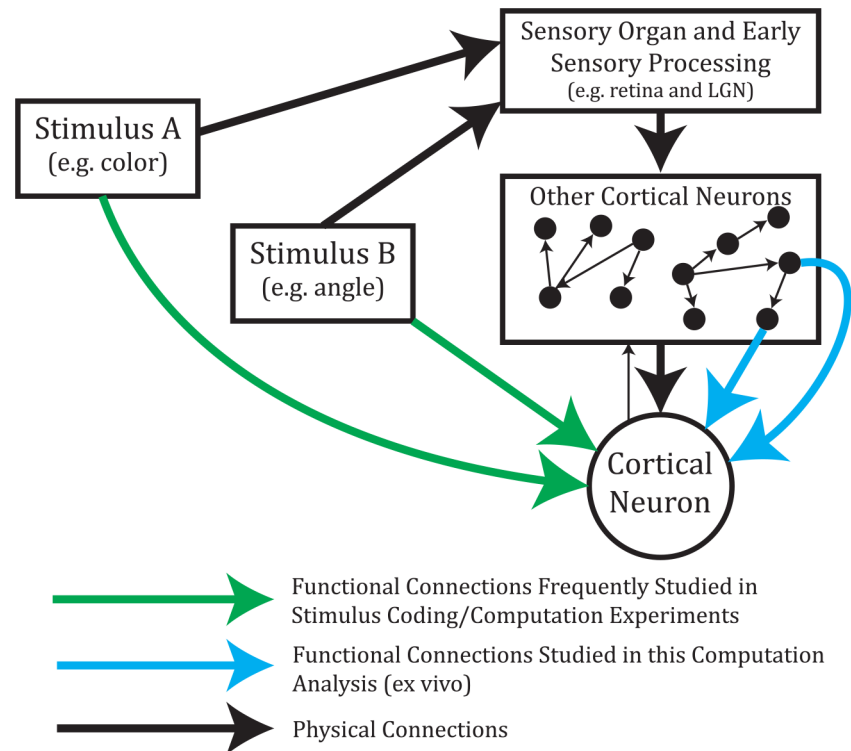 Sensory Organ and Early
Sensory Processing
(e.g. retina and LGN)
Stimulus A
(e.g. color)
Other Cortical Neurons
Stimulus B
(e.g. angle)
Cortical
Neuron
Functional Connections Frequently Studied in
Stimulus Coding/Computation Experiments
Functional Connections Studied in this Computation
Analysis (ex vivo)
Physical Connections